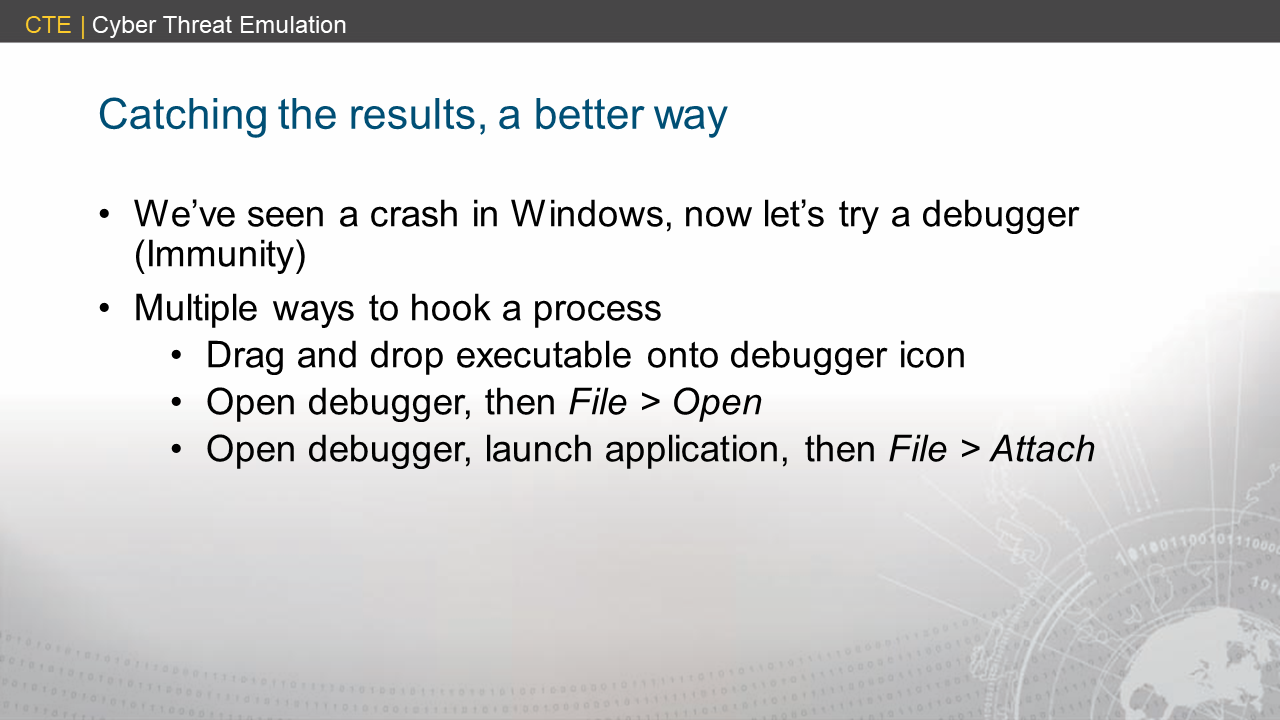 CTE | Cyber Threat Emulation
Catching the results, a better way
• We’ve seen a crash in Windows, now let’s try a debugger
(Immunity)
• Multiple ways to hook a process
• Drag and drop executable onto debugger icon
• Open debugger, then File > Open
• Open debugger, launch application, then File > Attach